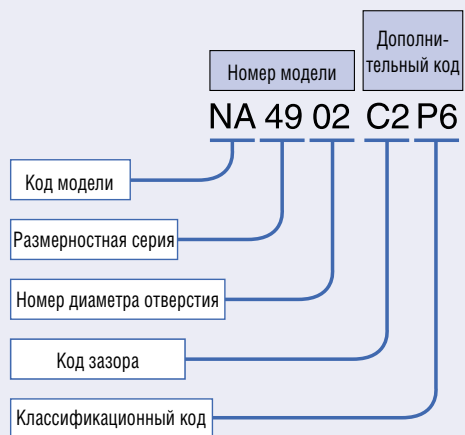 Номер модели
Дополни-
тельный код
NA 49 02 C2 P6
Код модели
Размерностная серия
Номер диаметра отверстия
Код зазора
Классификационный код